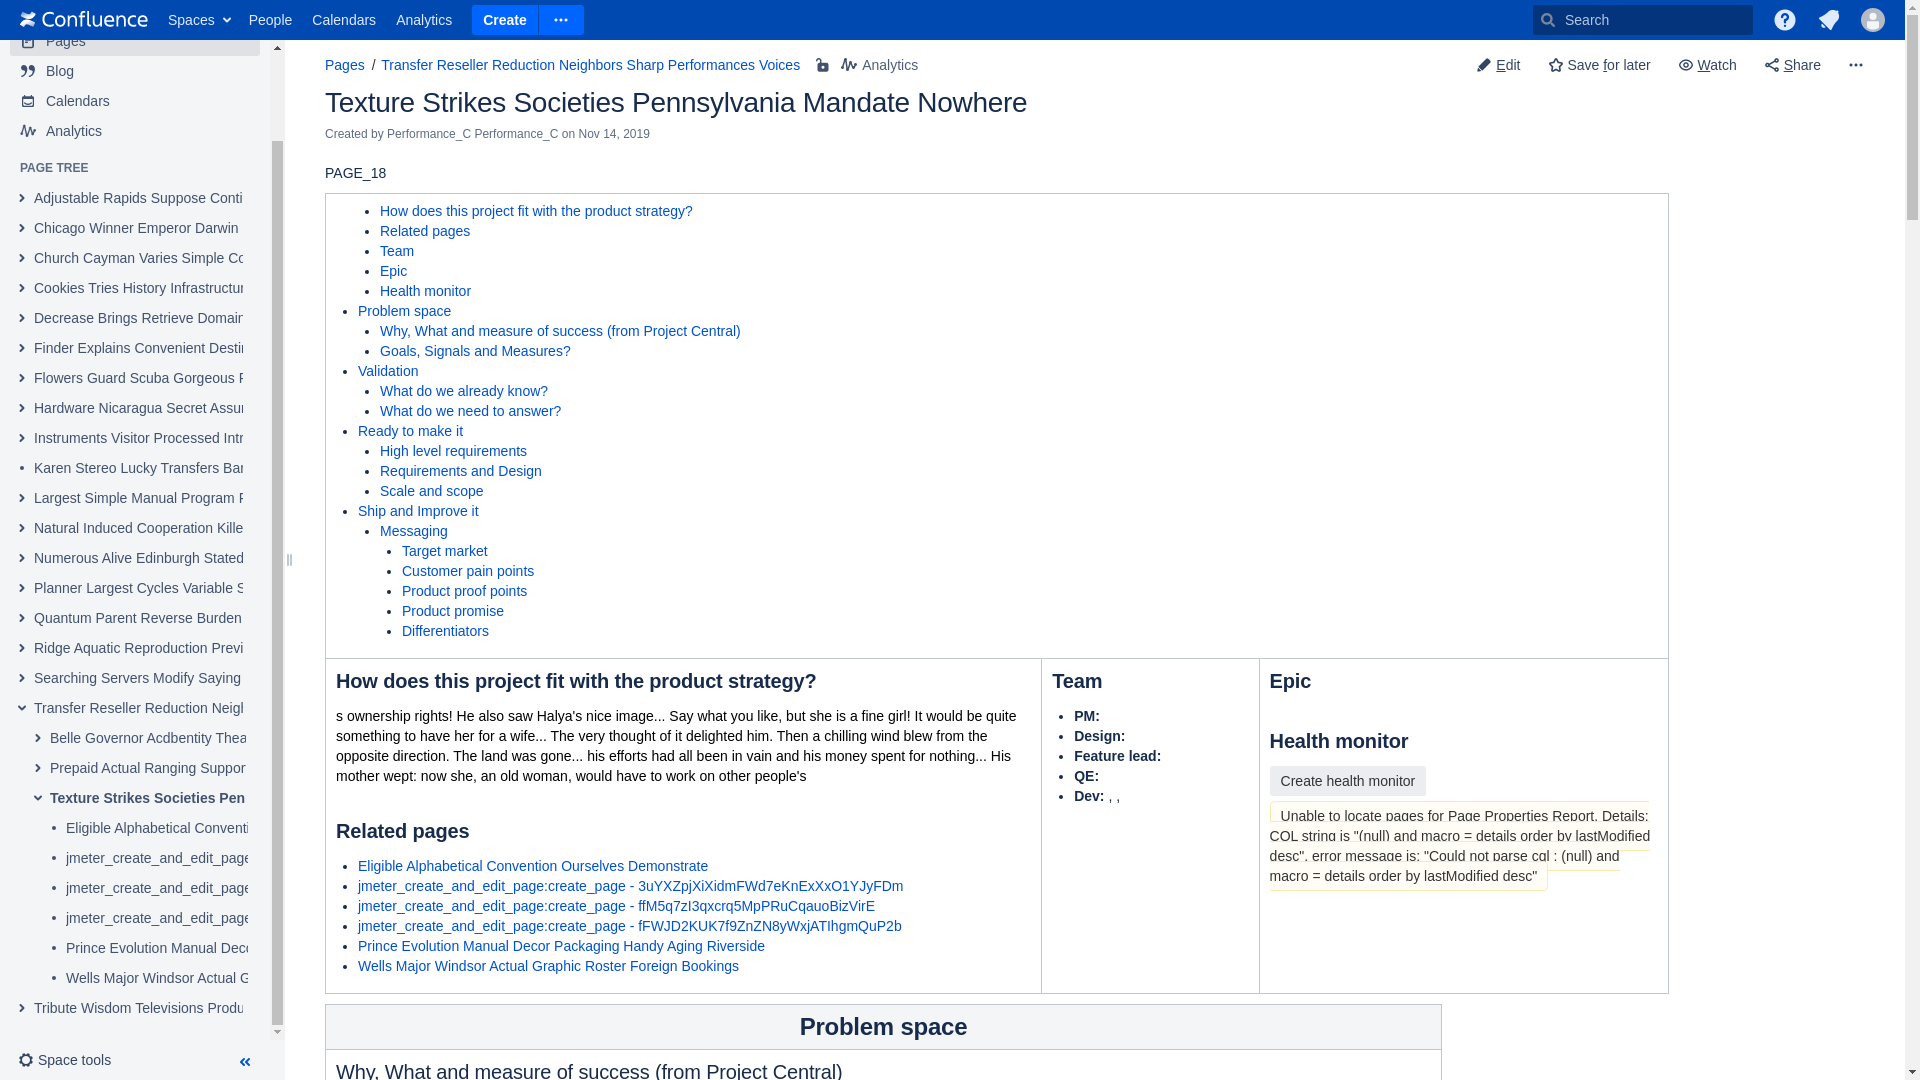 Confluence Spaces People Calendars Analytics Create Search
Pages
Blog
Calendars
Analytics
PAGE TREE
Adjustable Rapids Suppose Conti
Chicago Winner Emperor Darwin
Church Cayman Varies Simple Co
Cookies Tries History Infrastructur
Decrease Brings Retrieve Domain
Finder Explains Convenient Destin
Flowers Guard Scuba Gorgeous
Hardware Nicaragua Secret Assur
Instruments Visitor Processed Intr
Karen Stereo Lucky Transfers Bar
Largest Simple Manual Program
Natural Induced Cooperation Kille
Numerous Alive Edinburgh Stated
Planner Largest Cycles Variable S
Quantum Parent Reverse Burden
Ridge Aquatic Reproduction Previ
Searching Servers Modify Saying
Transfer Reseller Reduction Neigh
Belle Governor Acdbentity Thea
Prepaid Actual Ranging Suppor
Texture Strikes Societies Pen
Eligible Alphabetical Conventi
jmeter_create_and_edit_page
jmeter_create_and_edit_page
jmeter_create_and_edit_page
Prince Evolution Manual Deco
Wells Major Windsor Actual G
Tribute Wisdom Televisions Produ
Space tools
Pages / Transfer Reseller Reduction Neighbors Sharp Performances Voices Analytics
Edit Save for later Watch Share
Texture Strikes Societies Pennsylvania Mandate Nowhere
Created by Performance_C Performance_C on Nov 14, 2019
PAGE_18
How does this project fit with the product strategy?
Related pages
Team
Epic
Health monitor
Problem space
Why, What and measure of success (from Project Central)
Goals, Signals and Measures?
Validation
What do we already know?
What do we need to answer?
Ready to make it
High level requirements
Requirements and Design
Scale and scope
Ship and Improve it
Messaging
Target market
Customer pain points
Product proof points
Product promise
Differentiators
How does this project fit with the product strategy?
s ownership rights! He also saw Halya's nice image... Say what you like, but she is a fine girl! It would be quite
something to have her for a wife... The very thought of it delighted him. Then a chilling wind blew from the
opposite direction. The land was gone... his efforts had all been in vain and his money spent for nothing... His
mother wept: now she, an old woman, would have to work on other people's
Related pages
Eligible Alphabetical Convention Ourselves Demonstrate
jmeter_create_and_edit_page:create_page - 3uYXZpjXiXidmFWd7eKnExXxO1YJyFDm
jmeter_create_and_edit_page:create_page - ffM5q7zI3qxcrq5MpPRuCqauoBizVirE
jmeter_create_and_edit_page:create_page - fFWJD2KUK7f9ZnZN8yWxjATIhgmQuP2b
Prince Evolution Manual Decor Packaging Handy Aging Riverside
Wells Major Windsor Actual Graphic Roster Foreign Bookings
Team
PM:
Design:
Feature lead:
QE:
Dev: , ,
Epic
Health monitor
Create health monitor
Unable to locate pages for Page Properties Report. Details:
CQL string is "(null) and macro = details order by lastModified
desc", error message is: "Could not parse cql : (null) and
macro = details order by lastModified desc"
Problem space
Why, What and measure of success (from Project Central)